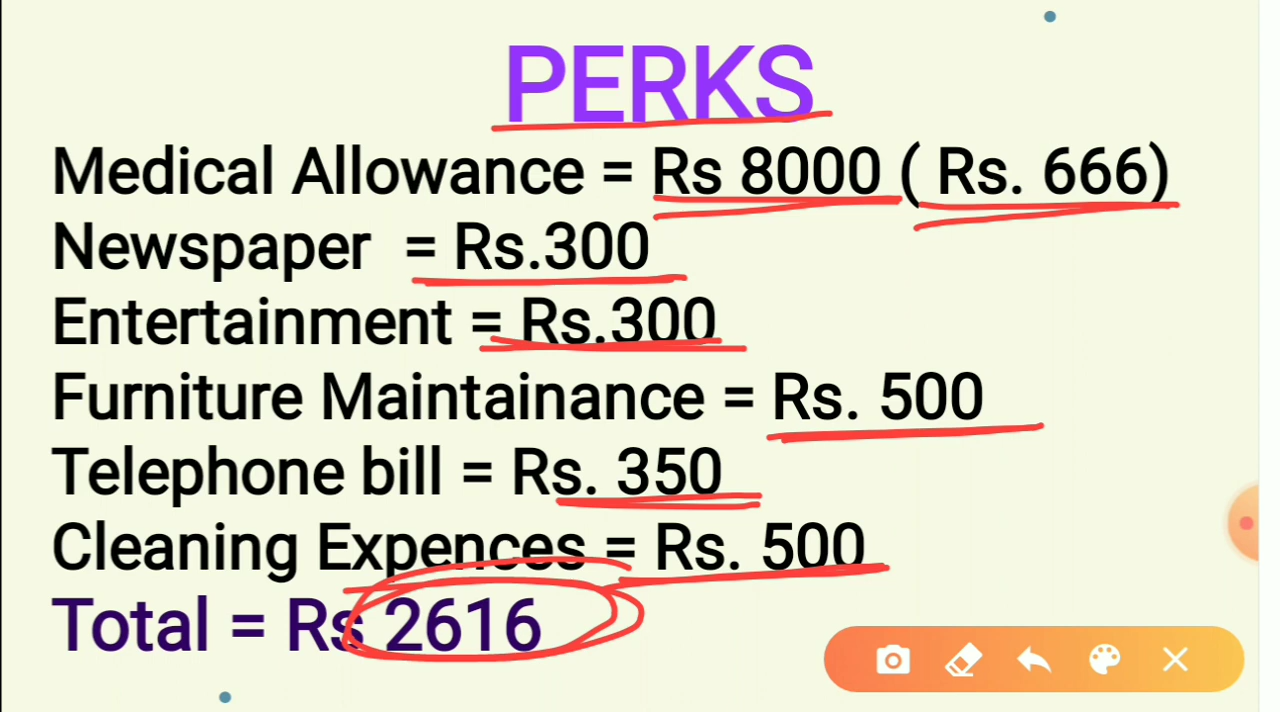 PERKS
Medical Allowance = Rs 8000 ( Rs. 666)
Newspaper = Rs.300
Entertainment = Rs.300
Furniture Maintainance = Rs. 500
Telephone bill = Rs. 350
Cleaning Expences = Rs. 500
Total = Rs 2616